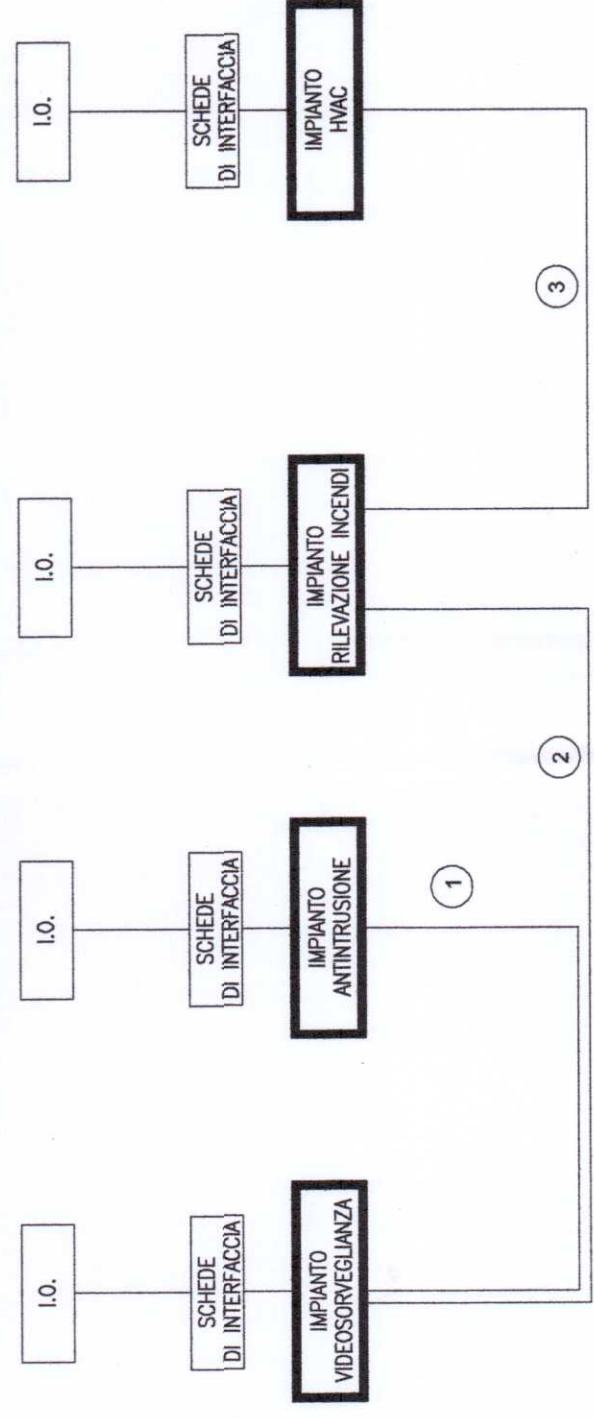 I.O.
I.O.
I.O.
I.O.
SCHEDE
DI INTERFACCIA
SCHEDE
DI INTERFACCIA
SCHEDE
DI INTERFACCIA
SCHEDE
DI INTERFACCIA
IMPIANTO
VIDEOSORVEGLIANZA
IMPIANTO
ANTINTRUSIONE
IMPIANTO
RILEVAZIONE INCENDI
IMPIANTO
HVAC
1
2
3